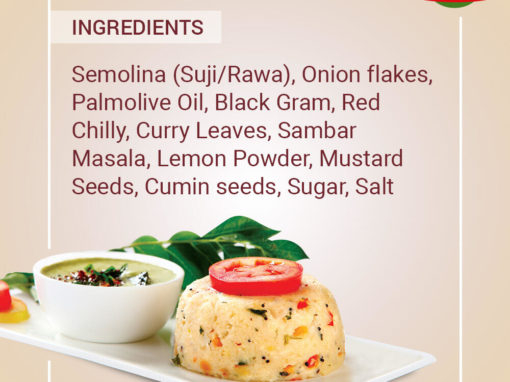 INGREDIENTS
Semolina (Suji/Rawa), Onion flakes,
Palmolive Oil, Black Gram, Red
Chilly, Curry Leaves, Sambar
Masala, Lemon Powder, Mustard
Seeds, Cumin seeds, Sugar, Salt